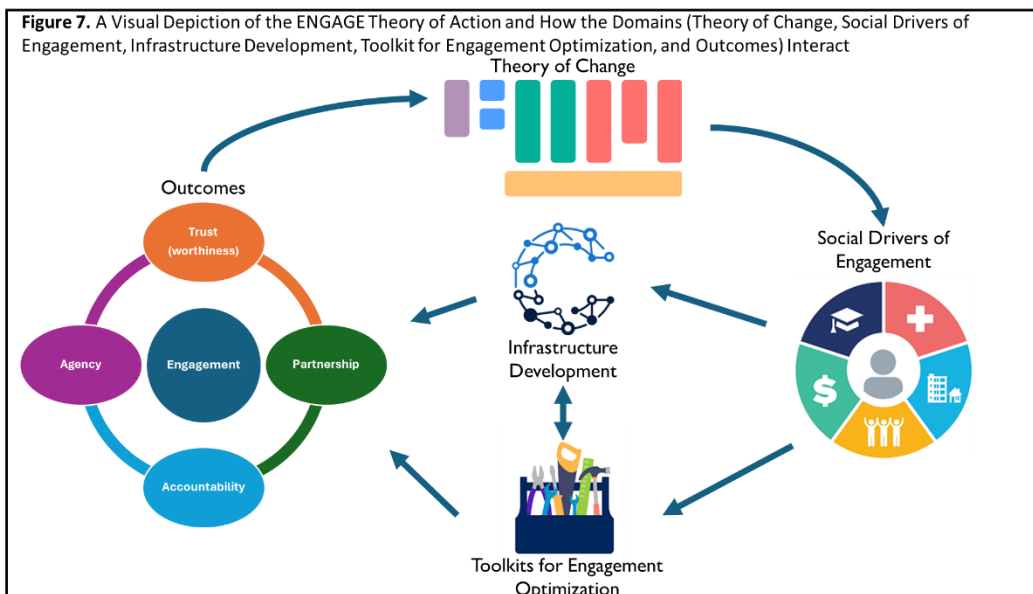 Figure 7. A Visual Depiction of the ENGAGE Theory of Action and How the Domains (Theory of Change, Social Drivers of
Engagement, Infrastructure Development, Toolkit for Engagement Optimization, and Outcomes) Interact
Theory of Change
Outcomes
Trust
(worthiness)
Social Drivers of
Engagement
Agency
Engagement
Partnership
Infrastructure
Development
$
Accountability
Toolkits for Engagement
Optimization